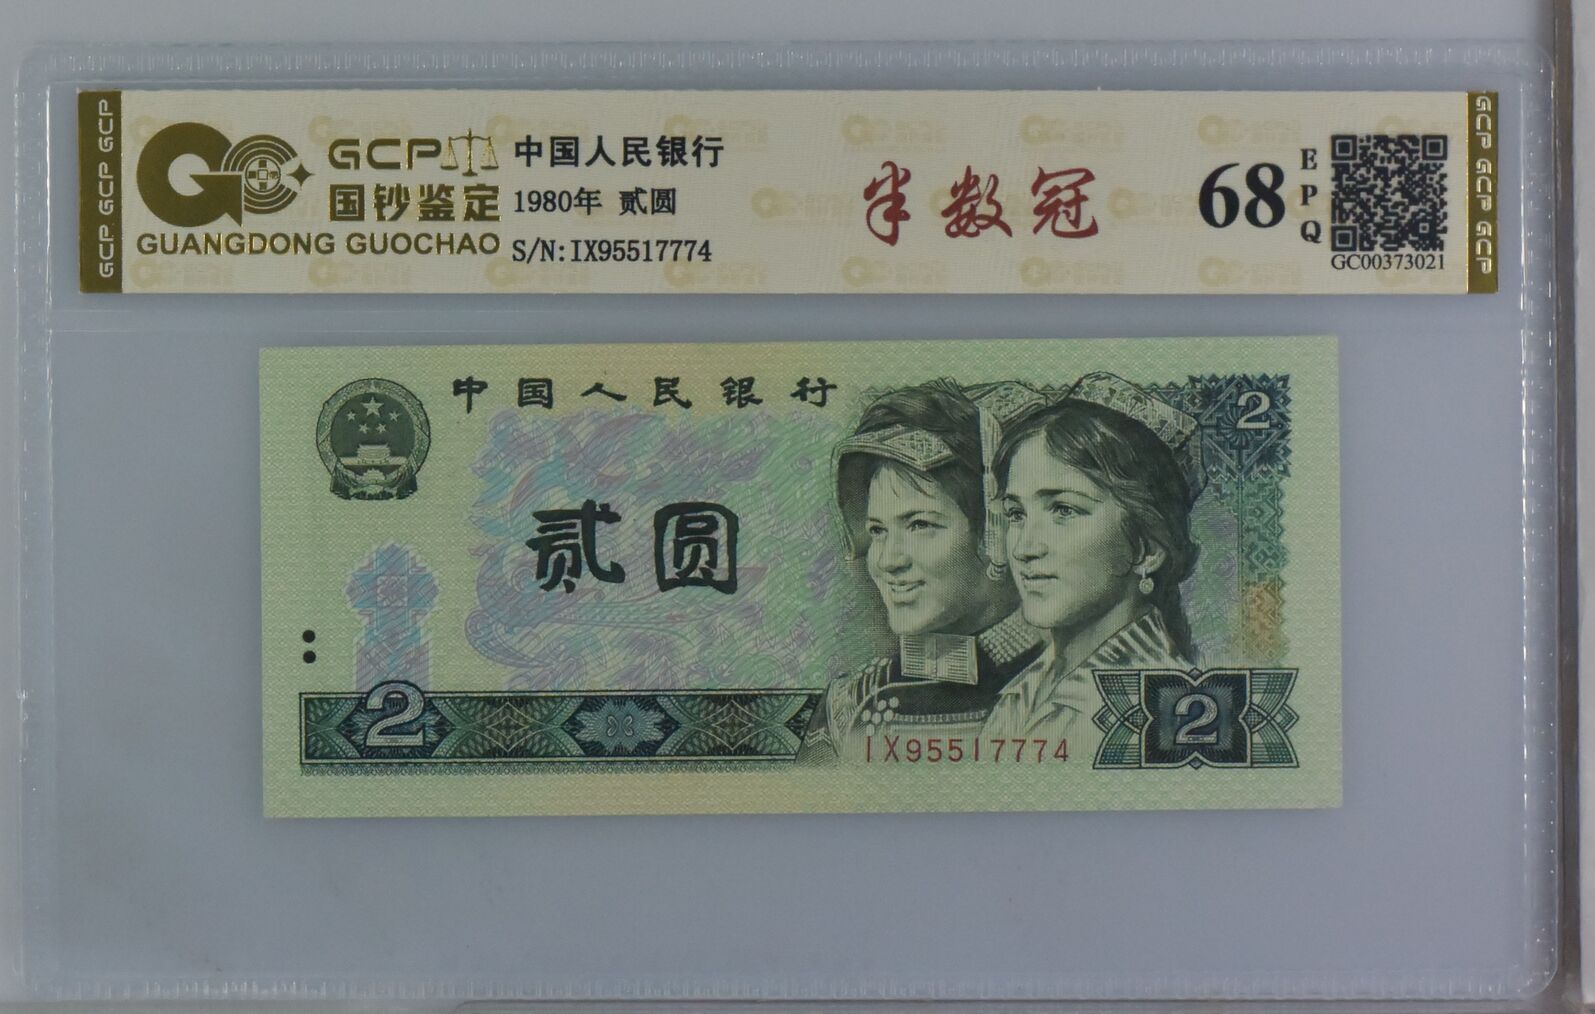 GCP GCP GCP
GCP
国钞鉴定
GUANGDONG GUOCHAO
中国人民银行
1980年 贰圆
S/N:IX95517774
半数冠
68
EPQ
GC00373021
GCP GCP GCP
中国人民银行
2
贰圆
2
2
IX95517774